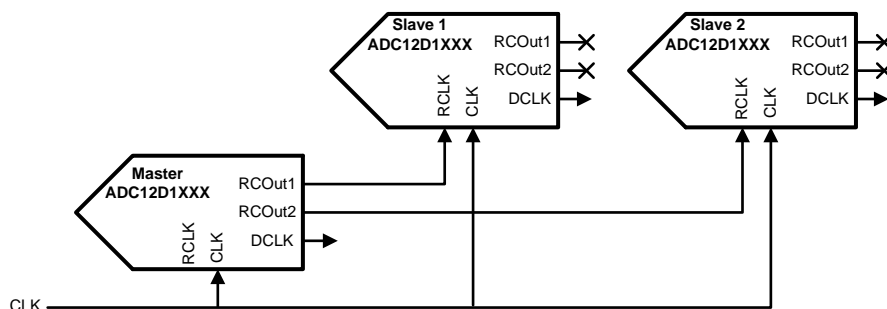 Slave 1
ADC12D1XXX
RCOut1
RCOut2
DCLK
RCLK
CLK
Slave 2
ADC12D1XXX
RCOut1
RCOut2
DCLK
RCLK
CLK
Master
ADC12D1XXX
RCOut1
RCOut2
DCLK
RCLK
CLK
CLK